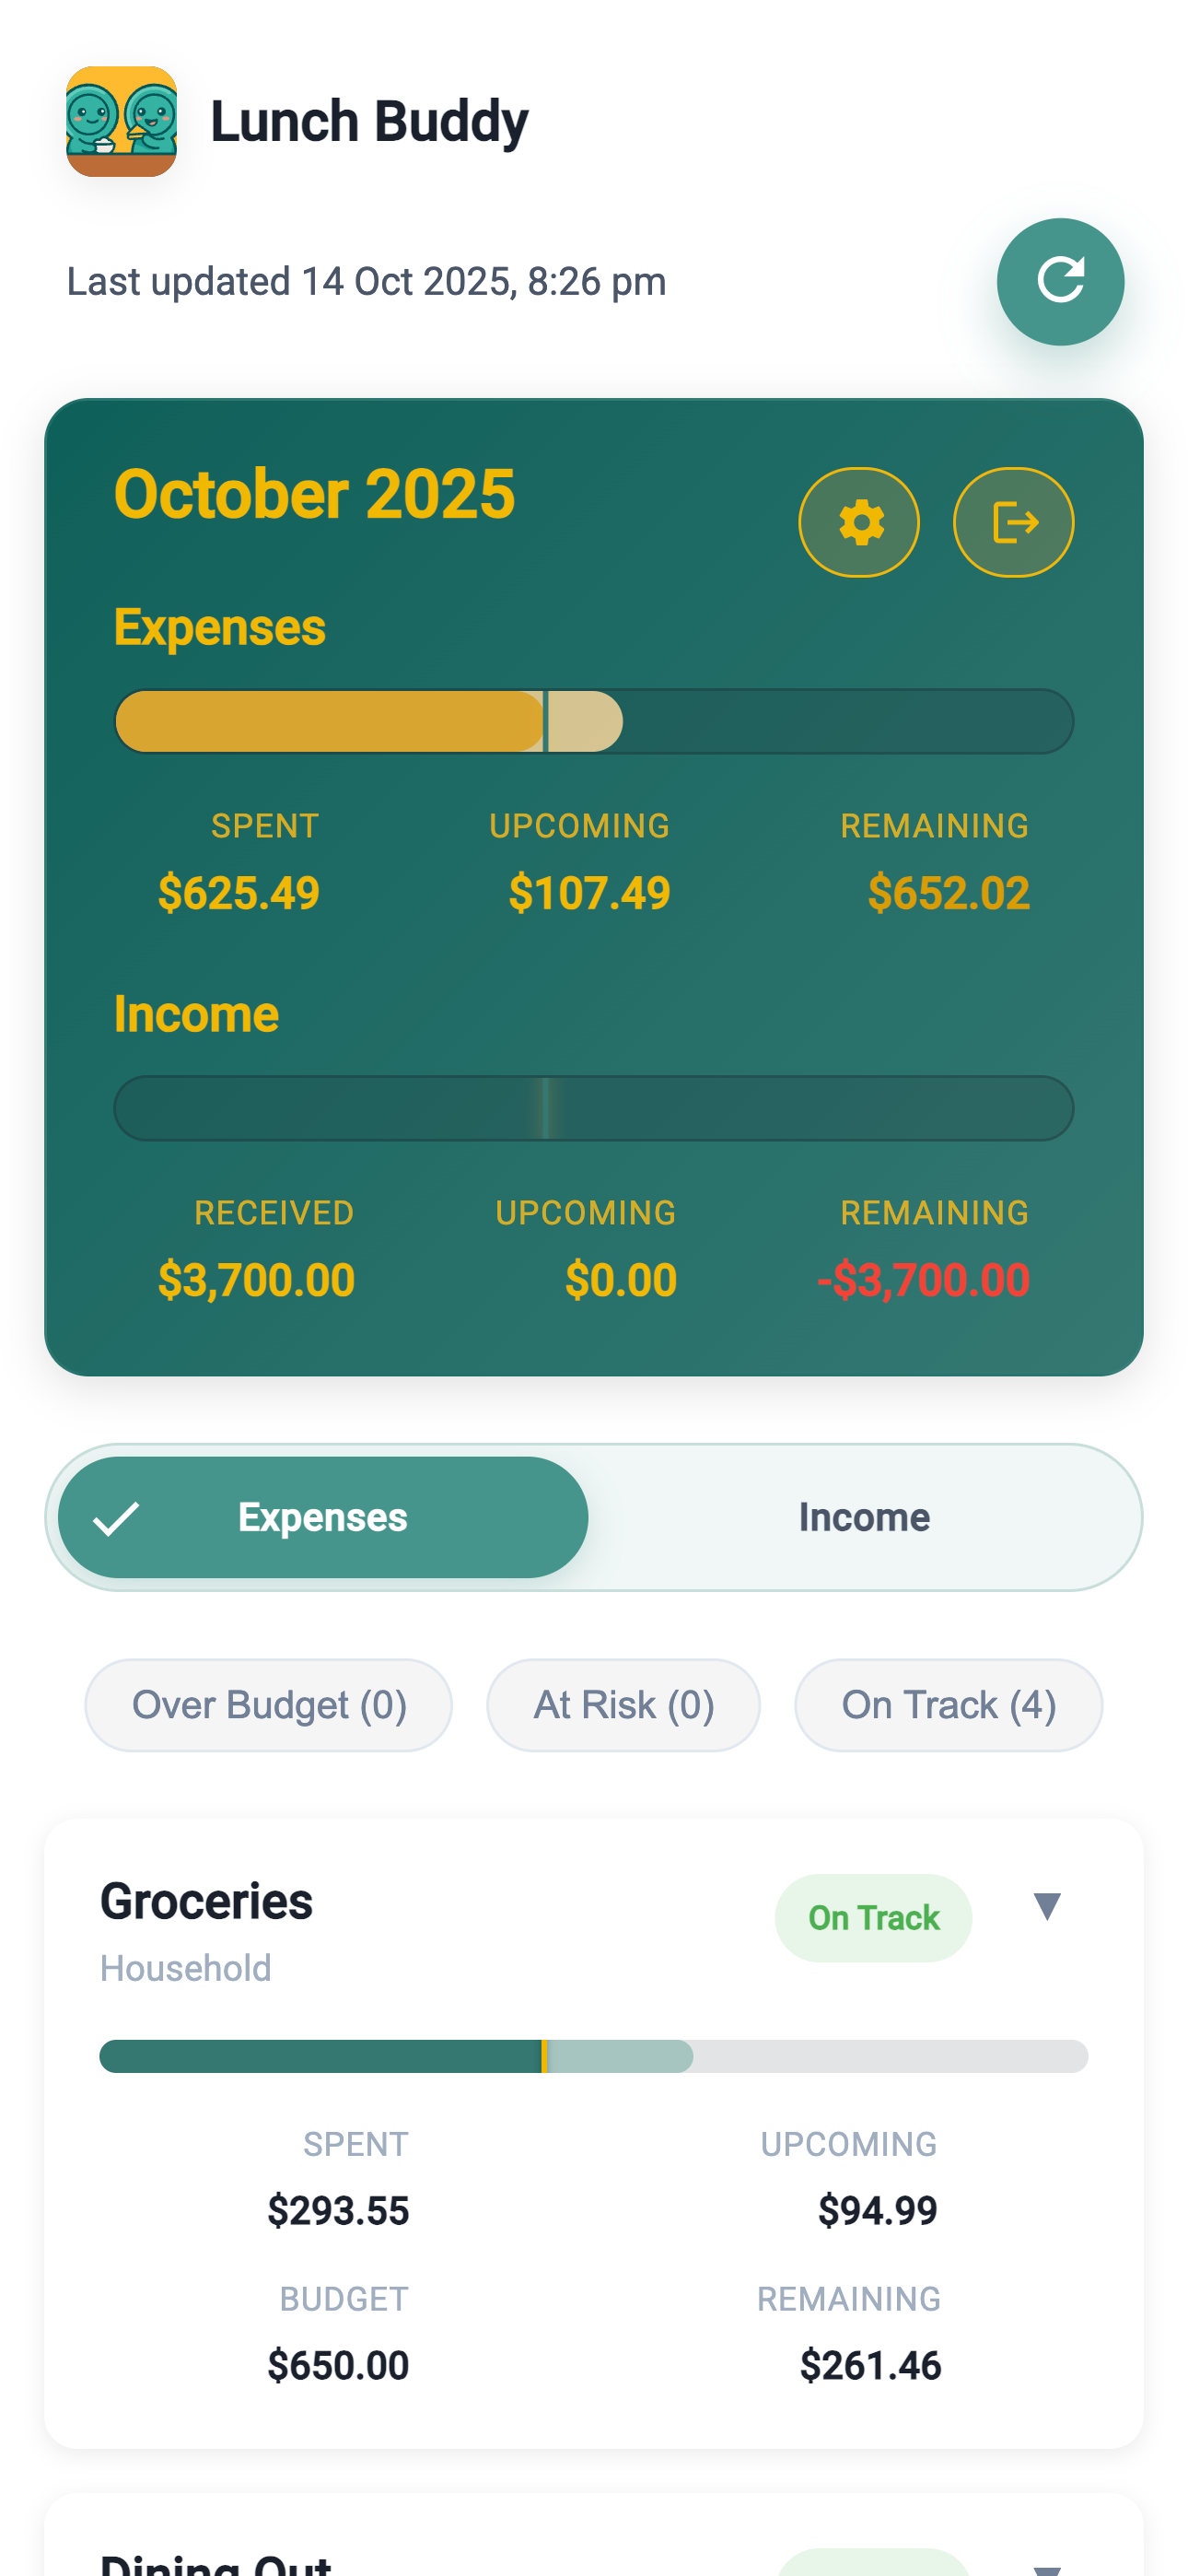 Lunch Buddy
Last updated 14 Oct 2025, 8:26 pm
October 2025
Expenses
SPENT UPCOMING REMAINING
$625.49 $107.49 $652.02
Income
RECEIVED UPCOMING REMAINING
$3,700.00 $0.00 -$3,700.00
Expenses Income
Over Budget (0) At Risk (0) On Track (4)
Groceries On Track
Household
SPENT UPCOMING
$293.55 $94.99
BUDGET REMAINING
$650.00 $261.46
Dining Out